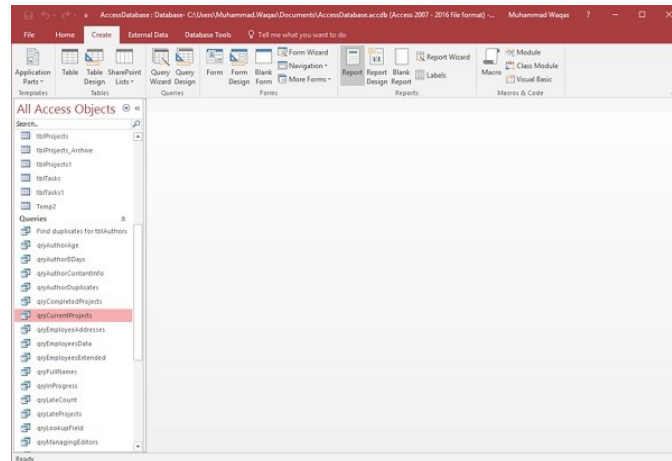 AccessDatabase : Database- C:\Users\Muhammad.Waqas\Documents\AccessDatabase.accdb (Access 2007 - 2016 file format) -... Muhammad Waqas ?
File Home Create External Data Database Tools Tell me what you want to do
Application Parts Table Table Design SharePoint Lists Query Wizard Query Design Form Form Design Blank Form Form Wizard Navigation More Forms Report Report Design Blank Report Report Wizard Labels Macro Module Class Module Visual Basic
Templates Tables Queries Forms Reports Macros & Code
All Access Objects
Search...
tblProjects
tblProjects_Archive
tblProjects1
tblTasks
tblTasks1
Temp2
Queries
Find duplicates for tblAuthors
qryAuthorAge
qryAuthorBDays
qryAuthorContantInfo
qryAuthorDuplicates
qryCompletedProjects
qryCurrentProjects
qryEmployeeAddresses
qryEmployeesData
qryEmployeesExtended
qryFullNames
qryInProgress
qryLateCount
qryLateProjects
qryLookupField
qryManagingEditors
Ready